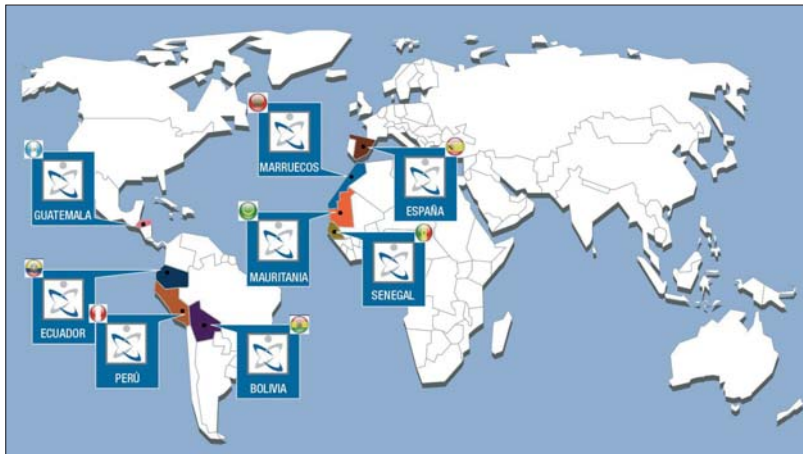 MARRUECOS
GUATEMALA
ESPAÑA
MAURITANIA
SENEGAL
ECUADOR
PERÚ
BOLIVIA